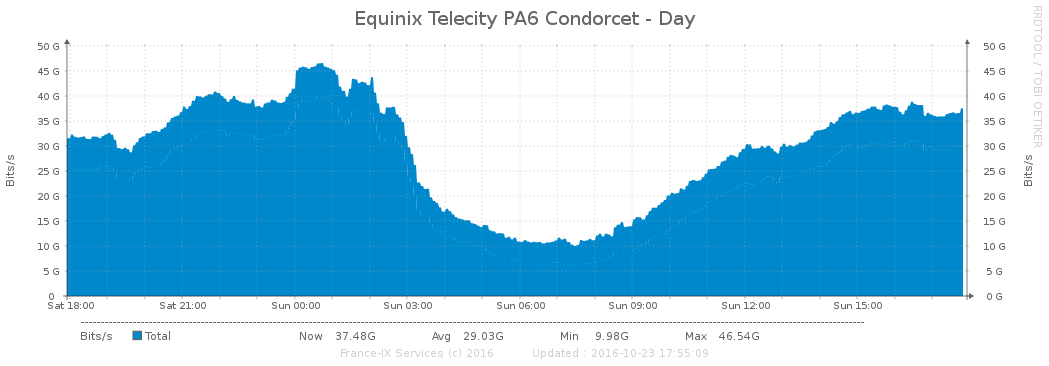 Equinix Telecity PA6 Condorcet - Day
RRDTOOL / TOBI OETIKER
Bits/s
50 G 50 G
45 G 45 G
40 G 40 G
35 G 35 G
30 G 30 G
25 G 25 G
20 G 20 G
15 G 15 G
10 G 10 G
5 G 5 G
0 0 G
Bits/s
Sat 18:00 Sat 21:00 Sun 00:00 Sun 03:00 Sun 06:00 Sun 09:00 Sun 12:00 Sun 15:00
Bits/s Total Now 37.48G Avg 29.03G Min 9.98G Max 46.54G
France-IX Services (c) 2016 Updated : 2016-10-23 17:55:09